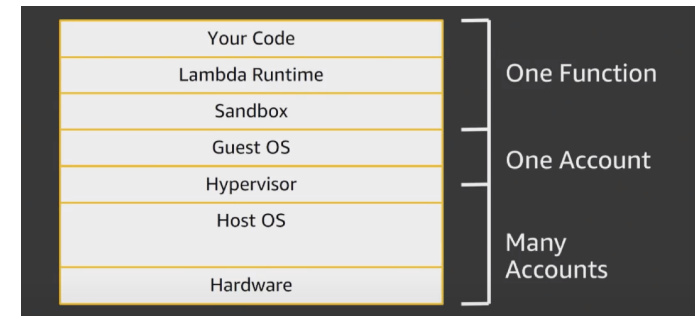 Your Code
Lambda Runtime
Sandbox
Guest OS
Hypervisor
Host OS
Hardware
One Function
One Account
Many
Accounts